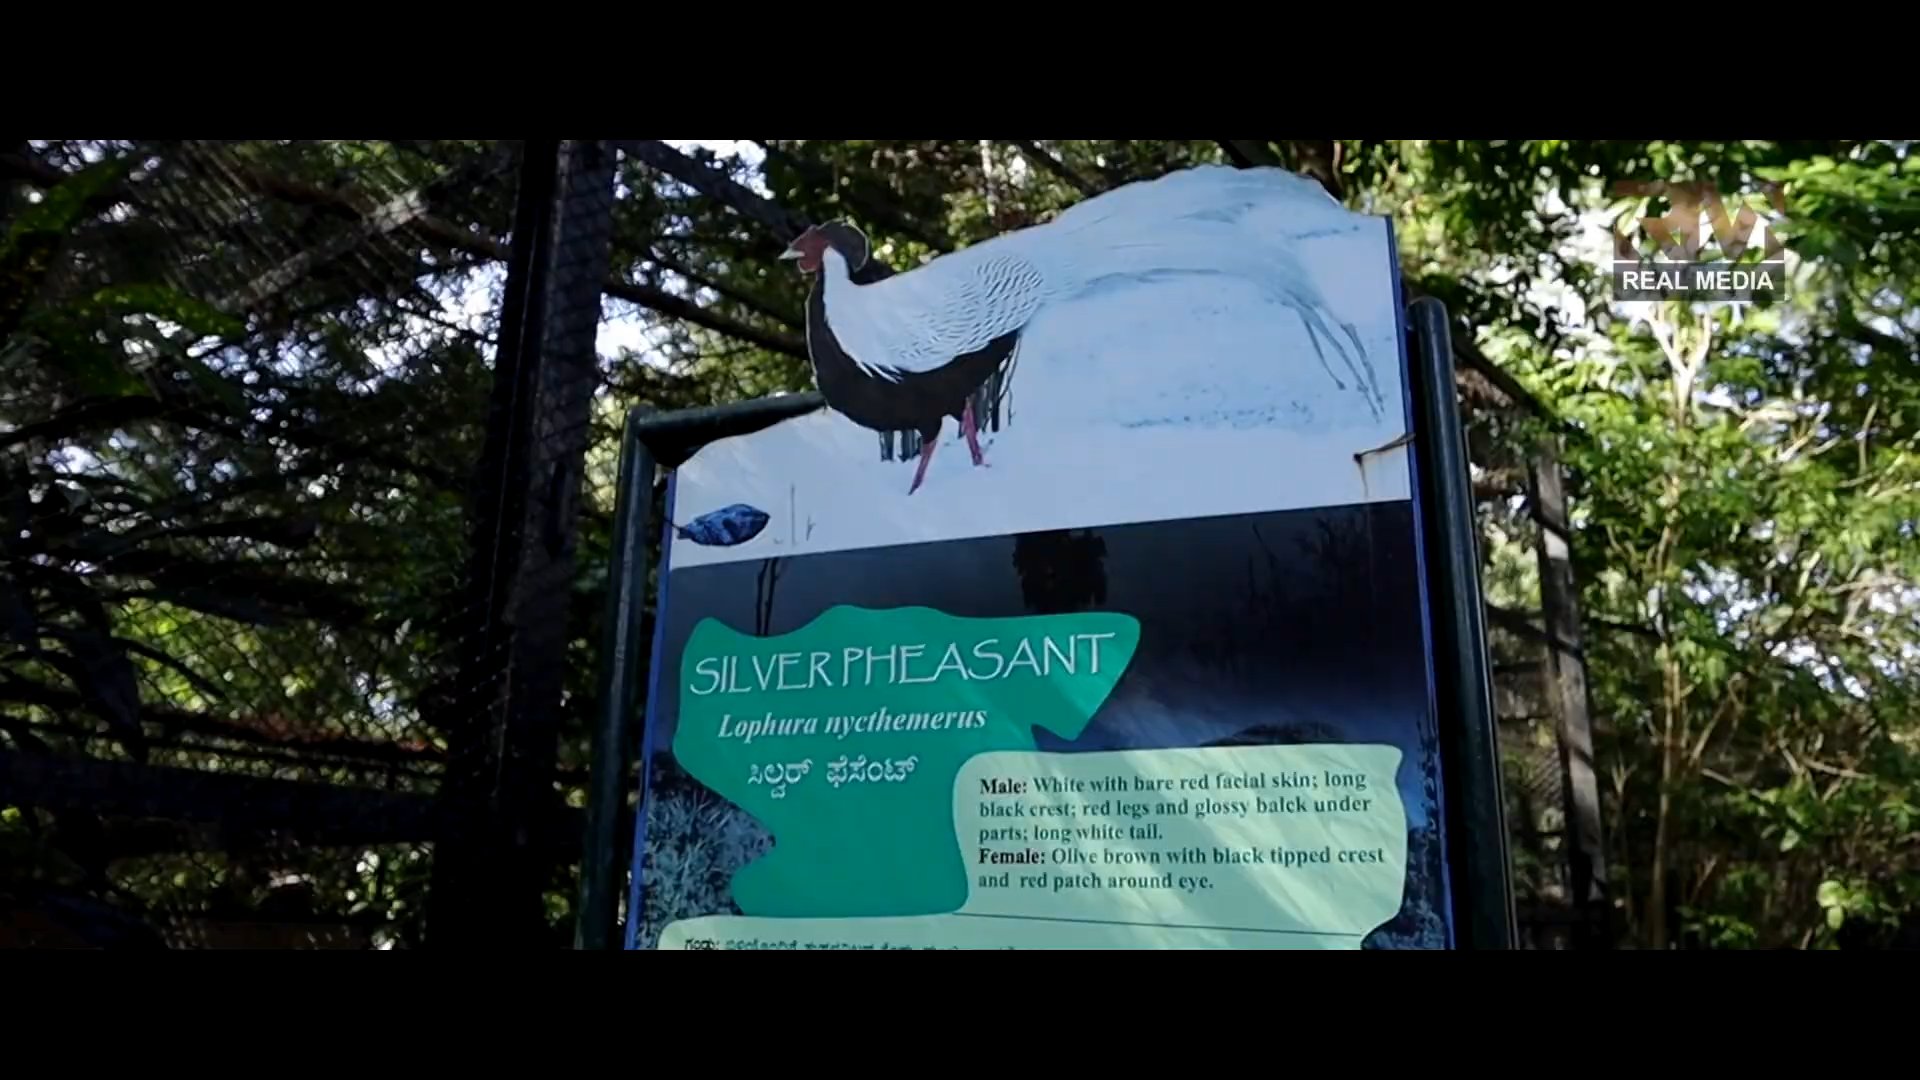 RM
REAL MEDIA
SILVER PHEASANT
Lophura nycthemerus
ಸಿಲ್ವರ್ ಫೆಸೆಂಟ್
Male: White with bare red facial skin; long
black crest; red legs and glossy balck under
parts; long white tail.
Female: Olive brown with black tipped crest
and red patch around eye.
ಗಂಡು: